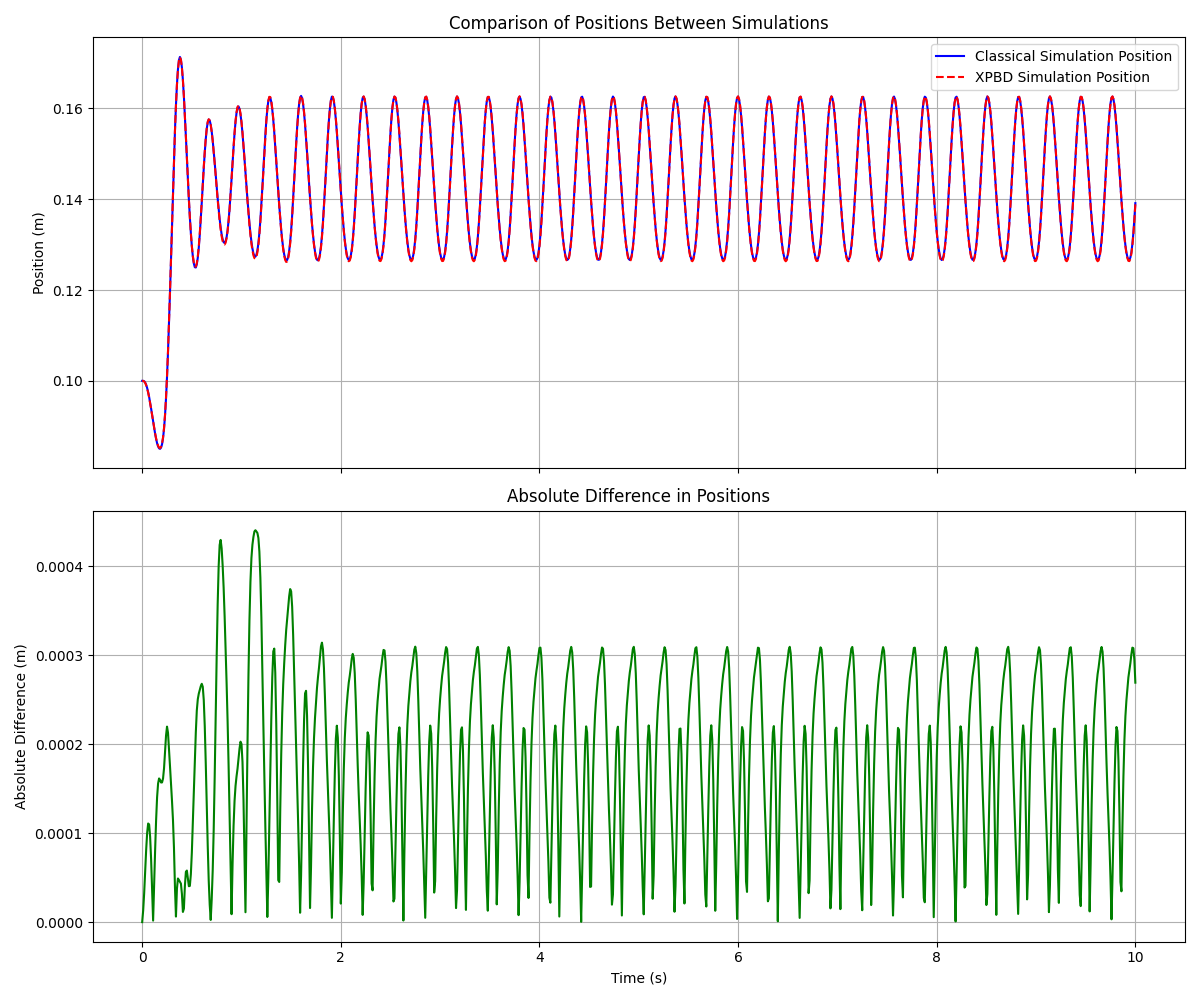 Comparison of Positions Between Simulations
Classical Simulation Position
XPBD Simulation Position
0.16
0.14
0.12
0.10
Position (m)
Absolute Difference in Positions
0.0004
0.0003
0.0002
0.0001
0.0000
Absolute Difference (m)
0 2 4 6 8 10
Time (s)